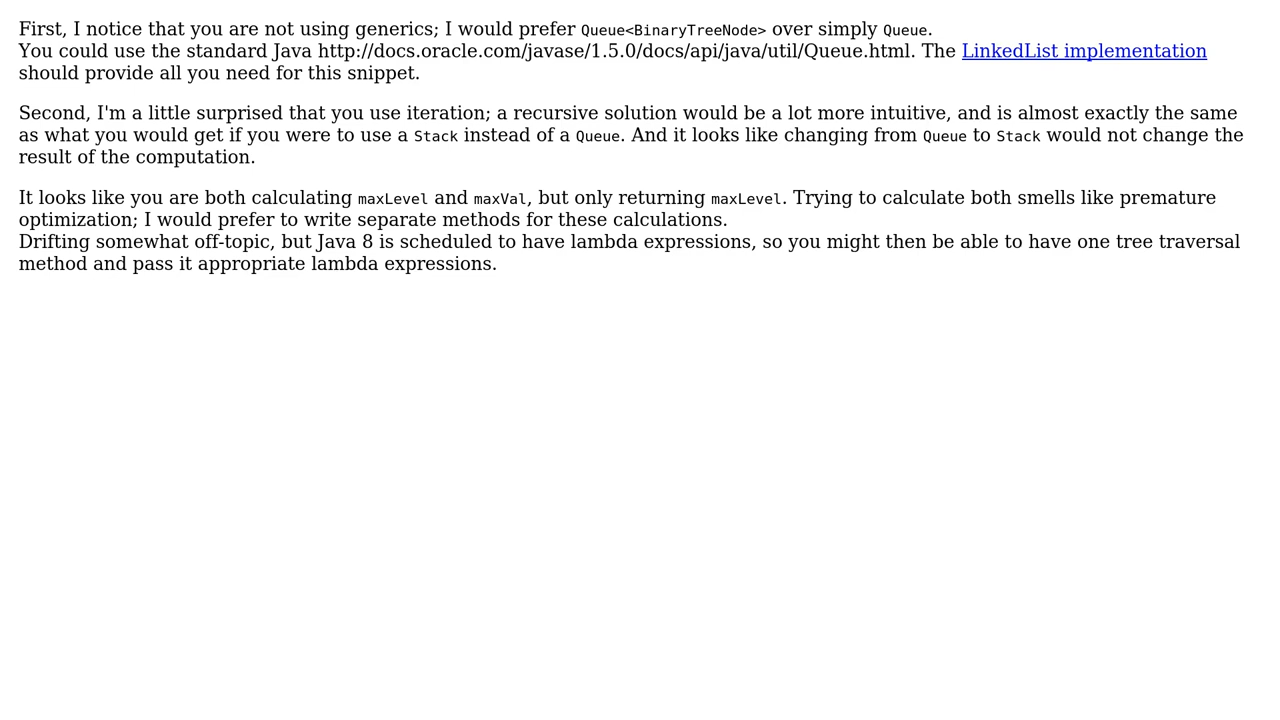 First, I notice that you are not using generics; I would prefer Queue<BinaryTreeNode> over simply Queue.
You could use the standard Java http://docs.oracle.com/javase/1.5.0/docs/api/java/util/Queue.html. The LinkedList implementation
should provide all you need for this snippet.
Second, I'm a little surprised that you use iteration; a recursive solution would be a lot more intuitive, and is almost exactly the same
as what you would get if you were to use a Stack instead of a Queue. And it looks like changing from Queue to Stack would not change the
result of the computation.
It looks like you are both calculating maxLevel and maxVal, but only returning maxLevel. Trying to calculate both smells like premature
optimization; I would prefer to write separate methods for these calculations.
Drifting somewhat off-topic, but Java 8 is scheduled to have lambda expressions, so you might then be able to have one tree traversal
method and pass it appropriate lambda expressions.